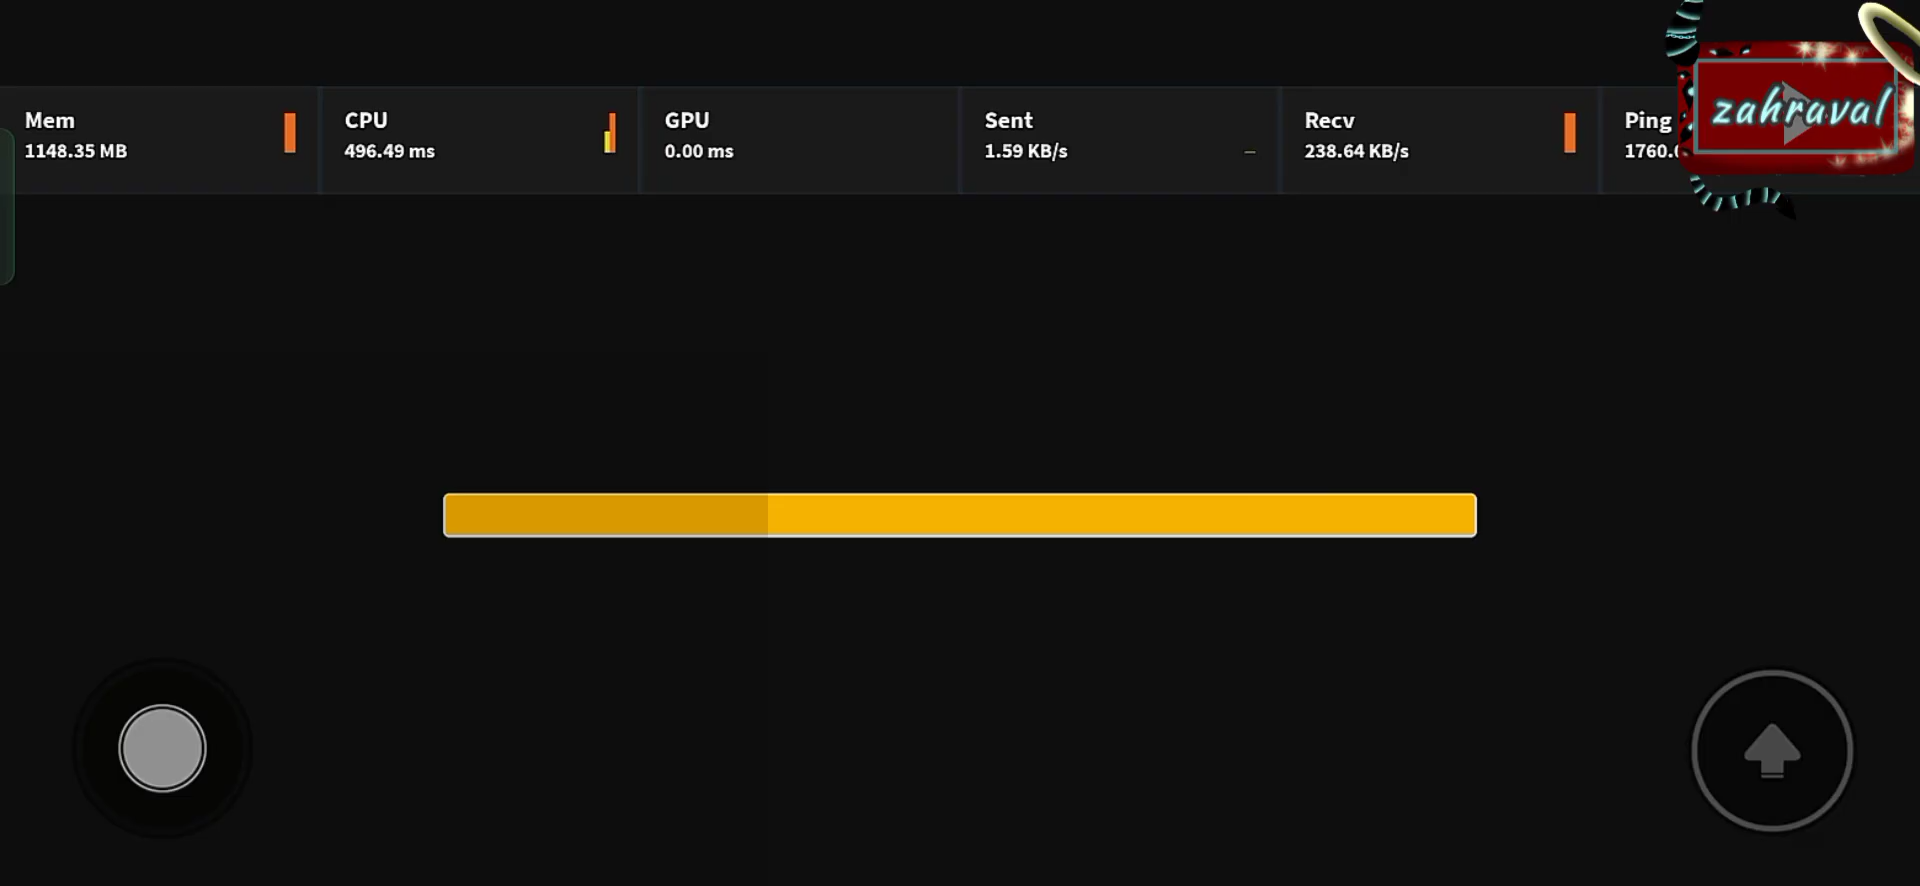 Mem
1148.35 MB
CPU
496.49 ms
GPU
0.00 ms
Sent
1.59 KB/s
Recv
238.64 KB/s
Ping
zahraval